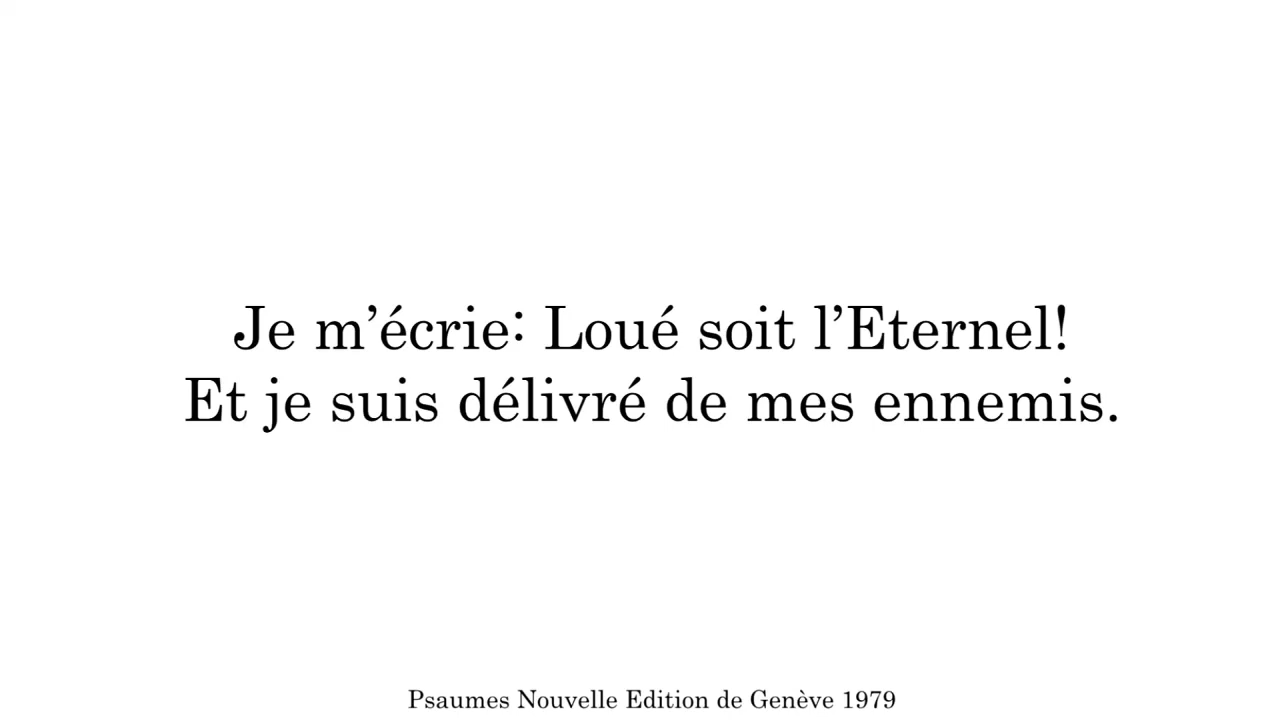 Je m’écrie: Loué soit l’Eternel!
Et je suis délivré de mes ennemis.
Psaumes Nouvelle Edition de Genève 1979